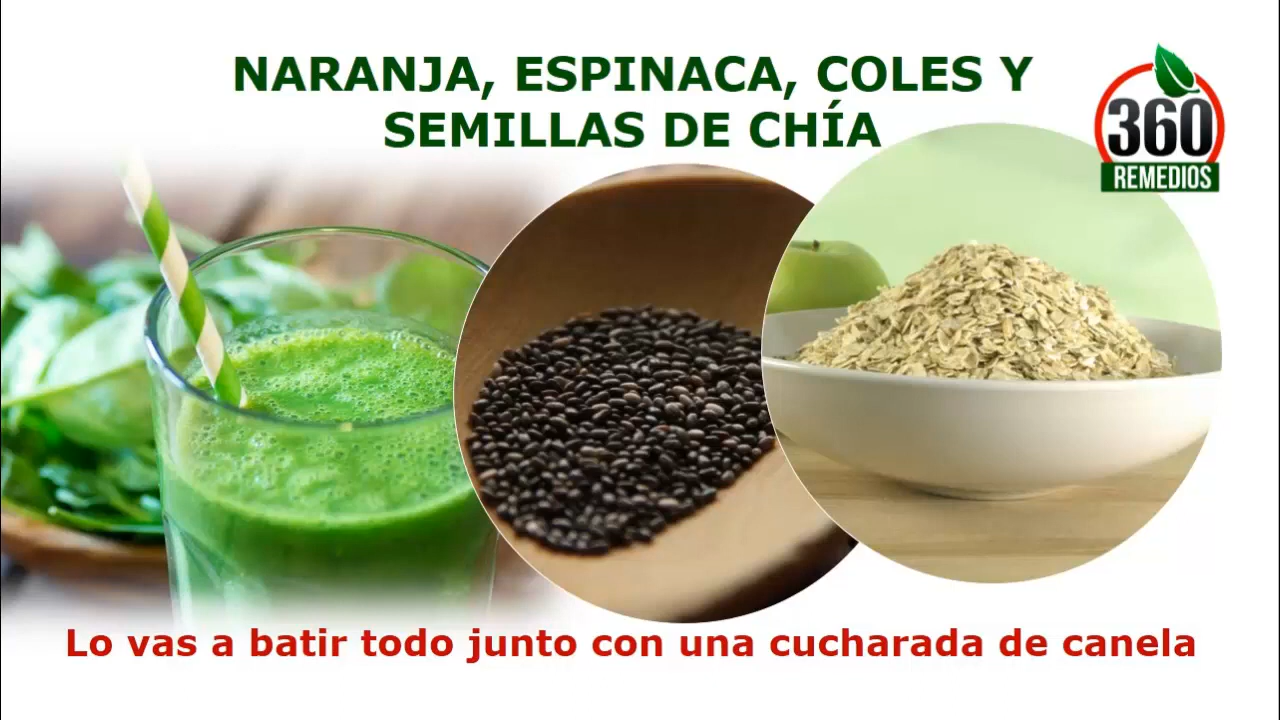 NARANJA, ESPINACA, COLES Y
SEMILLAS DE CHÍA
360
REMEDIOS
Lo vas a batir todo junto con una cucharada de canela